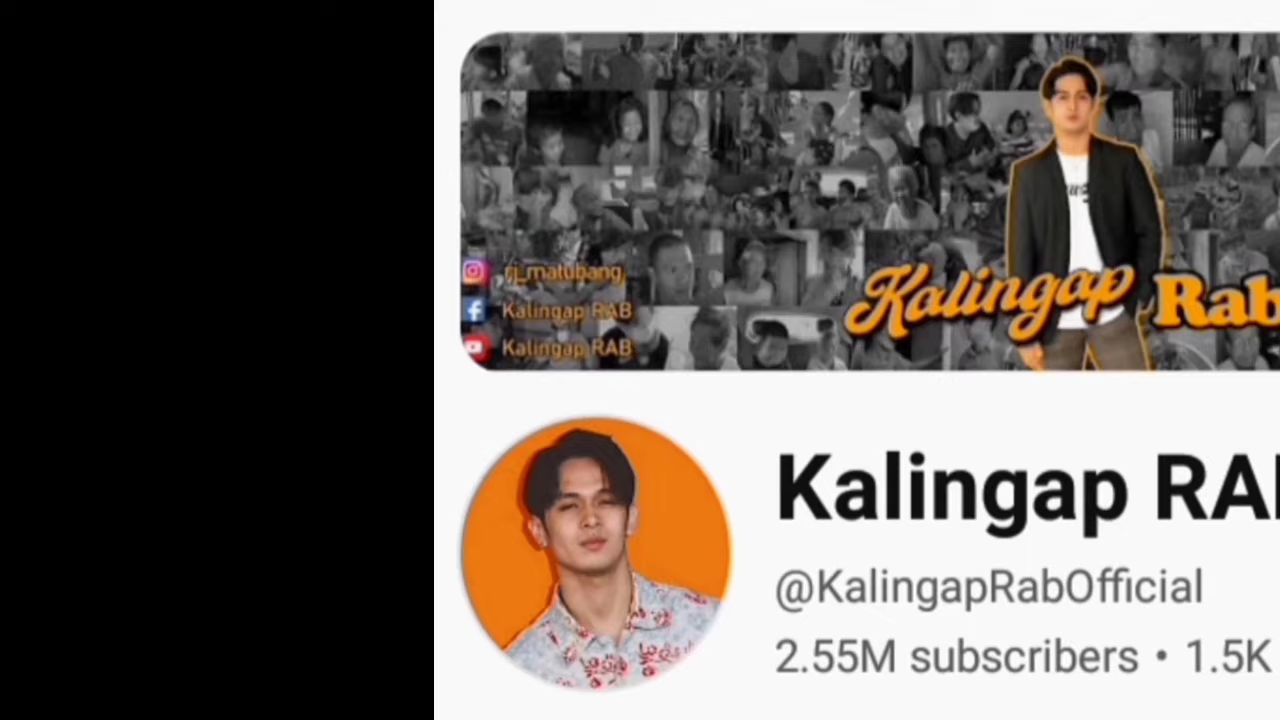 rj_matubang
Kalingap RAB
Kalingap RAB
Kalingap Rab
Kalingap RA
@KalingapRabOfficial
2.55M subscribers • 1.5K